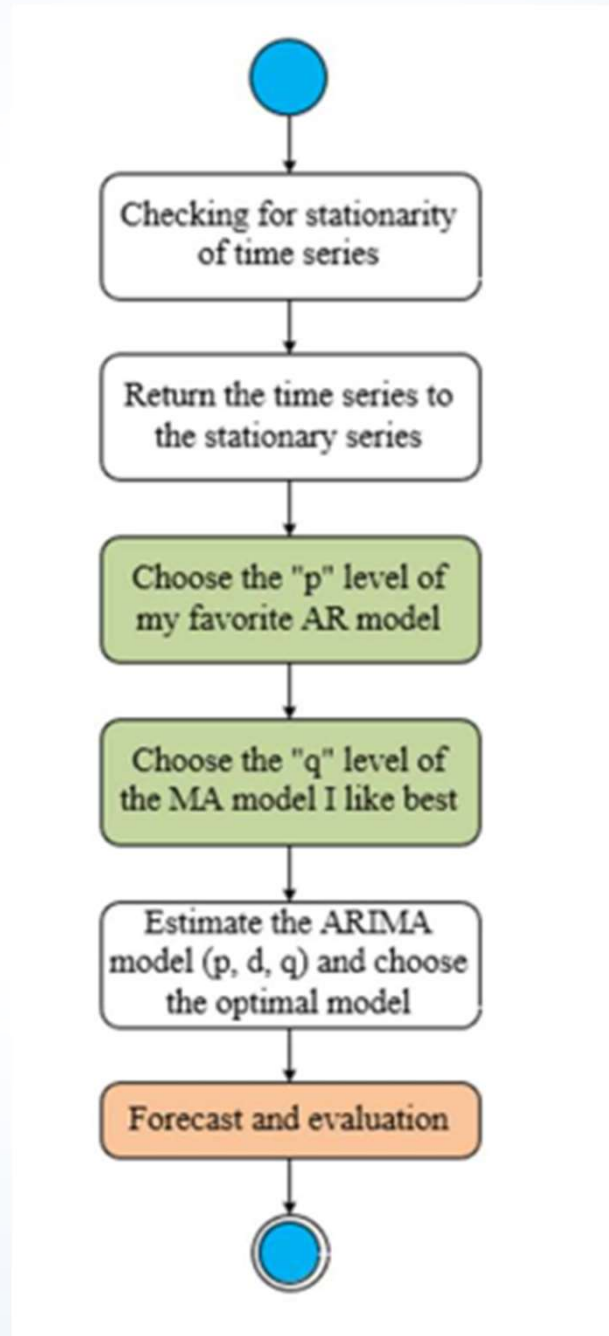 Checking for stationarity
of time series
Return the time series to
the stationary series
Choose the "p" level of
my favorite AR model
Choose the "q" level of
the MA model I like best
Estimate the ARIMA
model (p, d, q) and choose
the optimal model
Forecast and evaluation